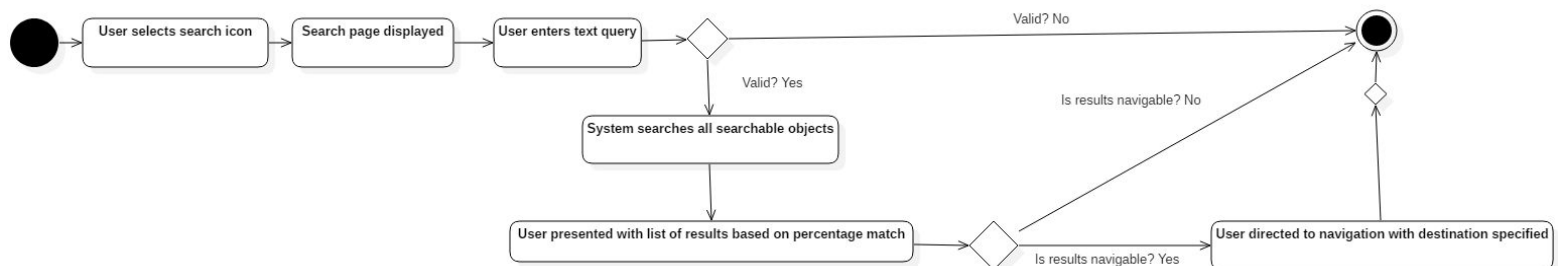 User selects search icon
Search page displayed
User enters text query
Valid? No
Valid? Yes
Is results navigable? No
System searches all searchable objects
User presented with list of results based on percentage match
Is results navigable? Yes
User directed to navigation with destination specified